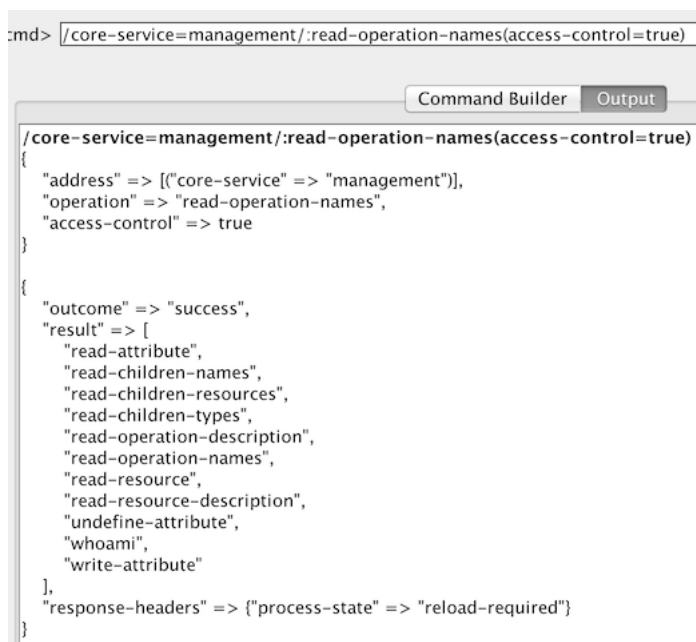 cmd> /core-service=management/:read-operation-names(access-control=true)
Command Builder Output
/core-service=management/:read-operation-names(access-control=true)
{
"address" => [("core-service" => "management")],
"operation" => "read-operation-names",
"access-control" => true
}
{
"outcome" => "success",
"result" => [
"read-attribute",
"read-children-names",
"read-children-resources",
"read-children-types",
"read-operation-description",
"read-operation-names",
"read-resource",
"read-resource-description",
"undefine-attribute",
"whoami",
"write-attribute"
],
"response-headers" => {"process-state" => "reload-required"}
}